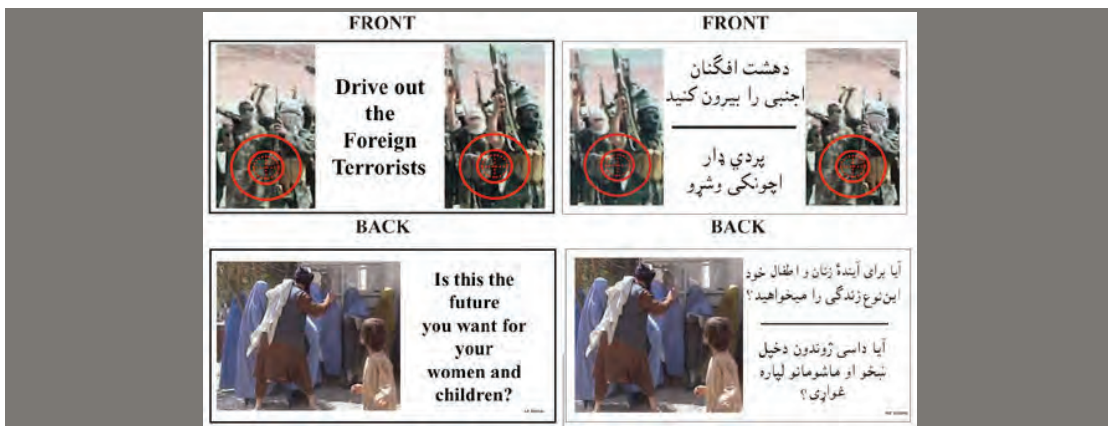 FRONT
Drive out
the
Foreign
Terrorists
FRONT
دهشت افگنان
اجنبی را بیرون کنید
پردي ډار
اچونکی وشړو
BACK
Is this the
future
you want for
your
women and
children?
BACK
آیا برای آیندهٔ زنان و اطفال خود
این نوع زندگی را میخواهید؟
آیا داسی ژوندون دخپل
ښځو او ماشومانو لپاره
غواړی؟